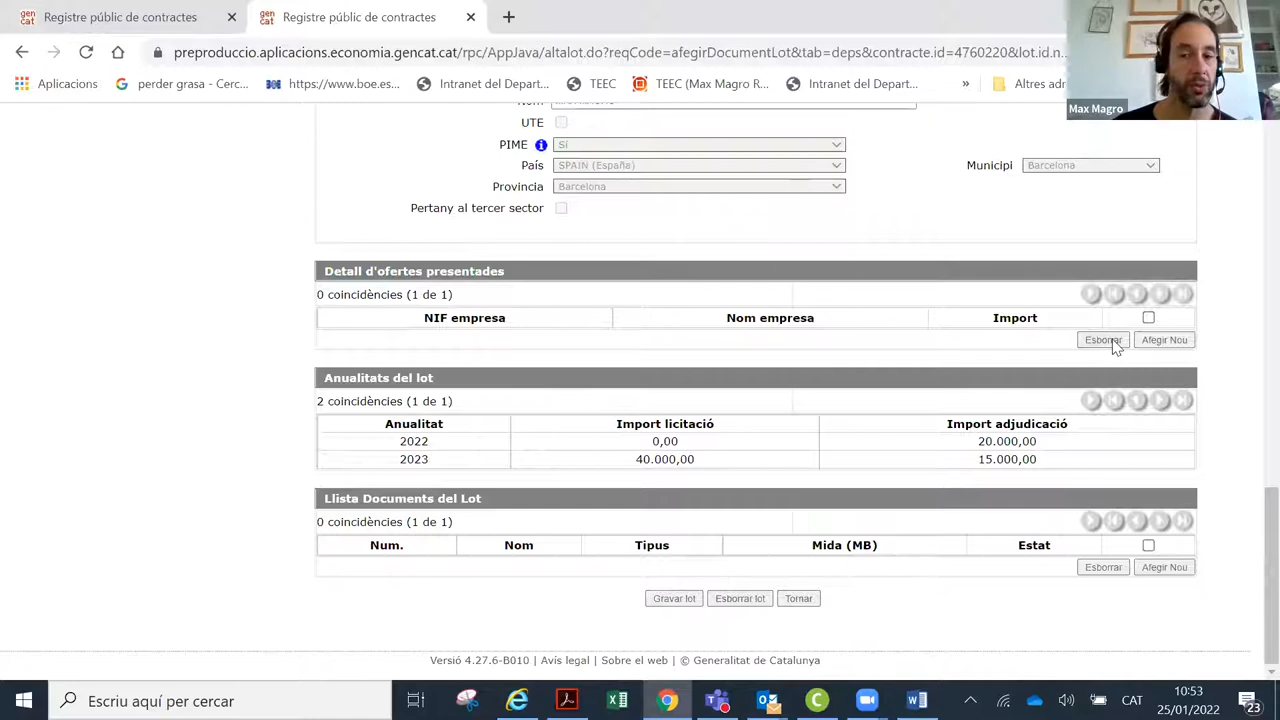 gen cat Registre públic de contractes
gen cat Registre públic de contractes
preproduccio.aplicacions.economia.gencat.cat/rpc/AppJava/altaLot.do?reqCode=afegirDocumentLot&tab=deps&contracte.id=4760220&lot.id.n...
Aplicacions
perder grasa - Cerc...
https://www.boe.es...
Intranet del Depart...
TEEC
TEEC (Max Magro R...
Intranet del Depar...
»
Altres adr
Max Magro
UTE
PIME Sí
País SPAIN (España) Municipi Barcelona
Provincia Barcelona
Pertany al tercer sector
Detall d'ofertes presentades
0 coincidències (1 de 1)
NIF empresa Nom empresa Import
Esborrar Afegir Nou
Anualitats del lot
2 coincidències (1 de 1)
Anualitat Import licitació Import adjudicació
2022 0,00 20.000,00
2023 40.000,00 15.000,00
Llista Documents del Lot
0 coincidències (1 de 1)
Num. Nom Tipus Mida (MB) Estat
Esborrar Afegir Nou
Gravar lot Esborrar lot Tornar
Versió 4.27.6-B010 | Avís legal | Sobre el web | © Generalitat de Catalunya
Escriu aquí per cercar
CAT
10:53
25/01/2022
23